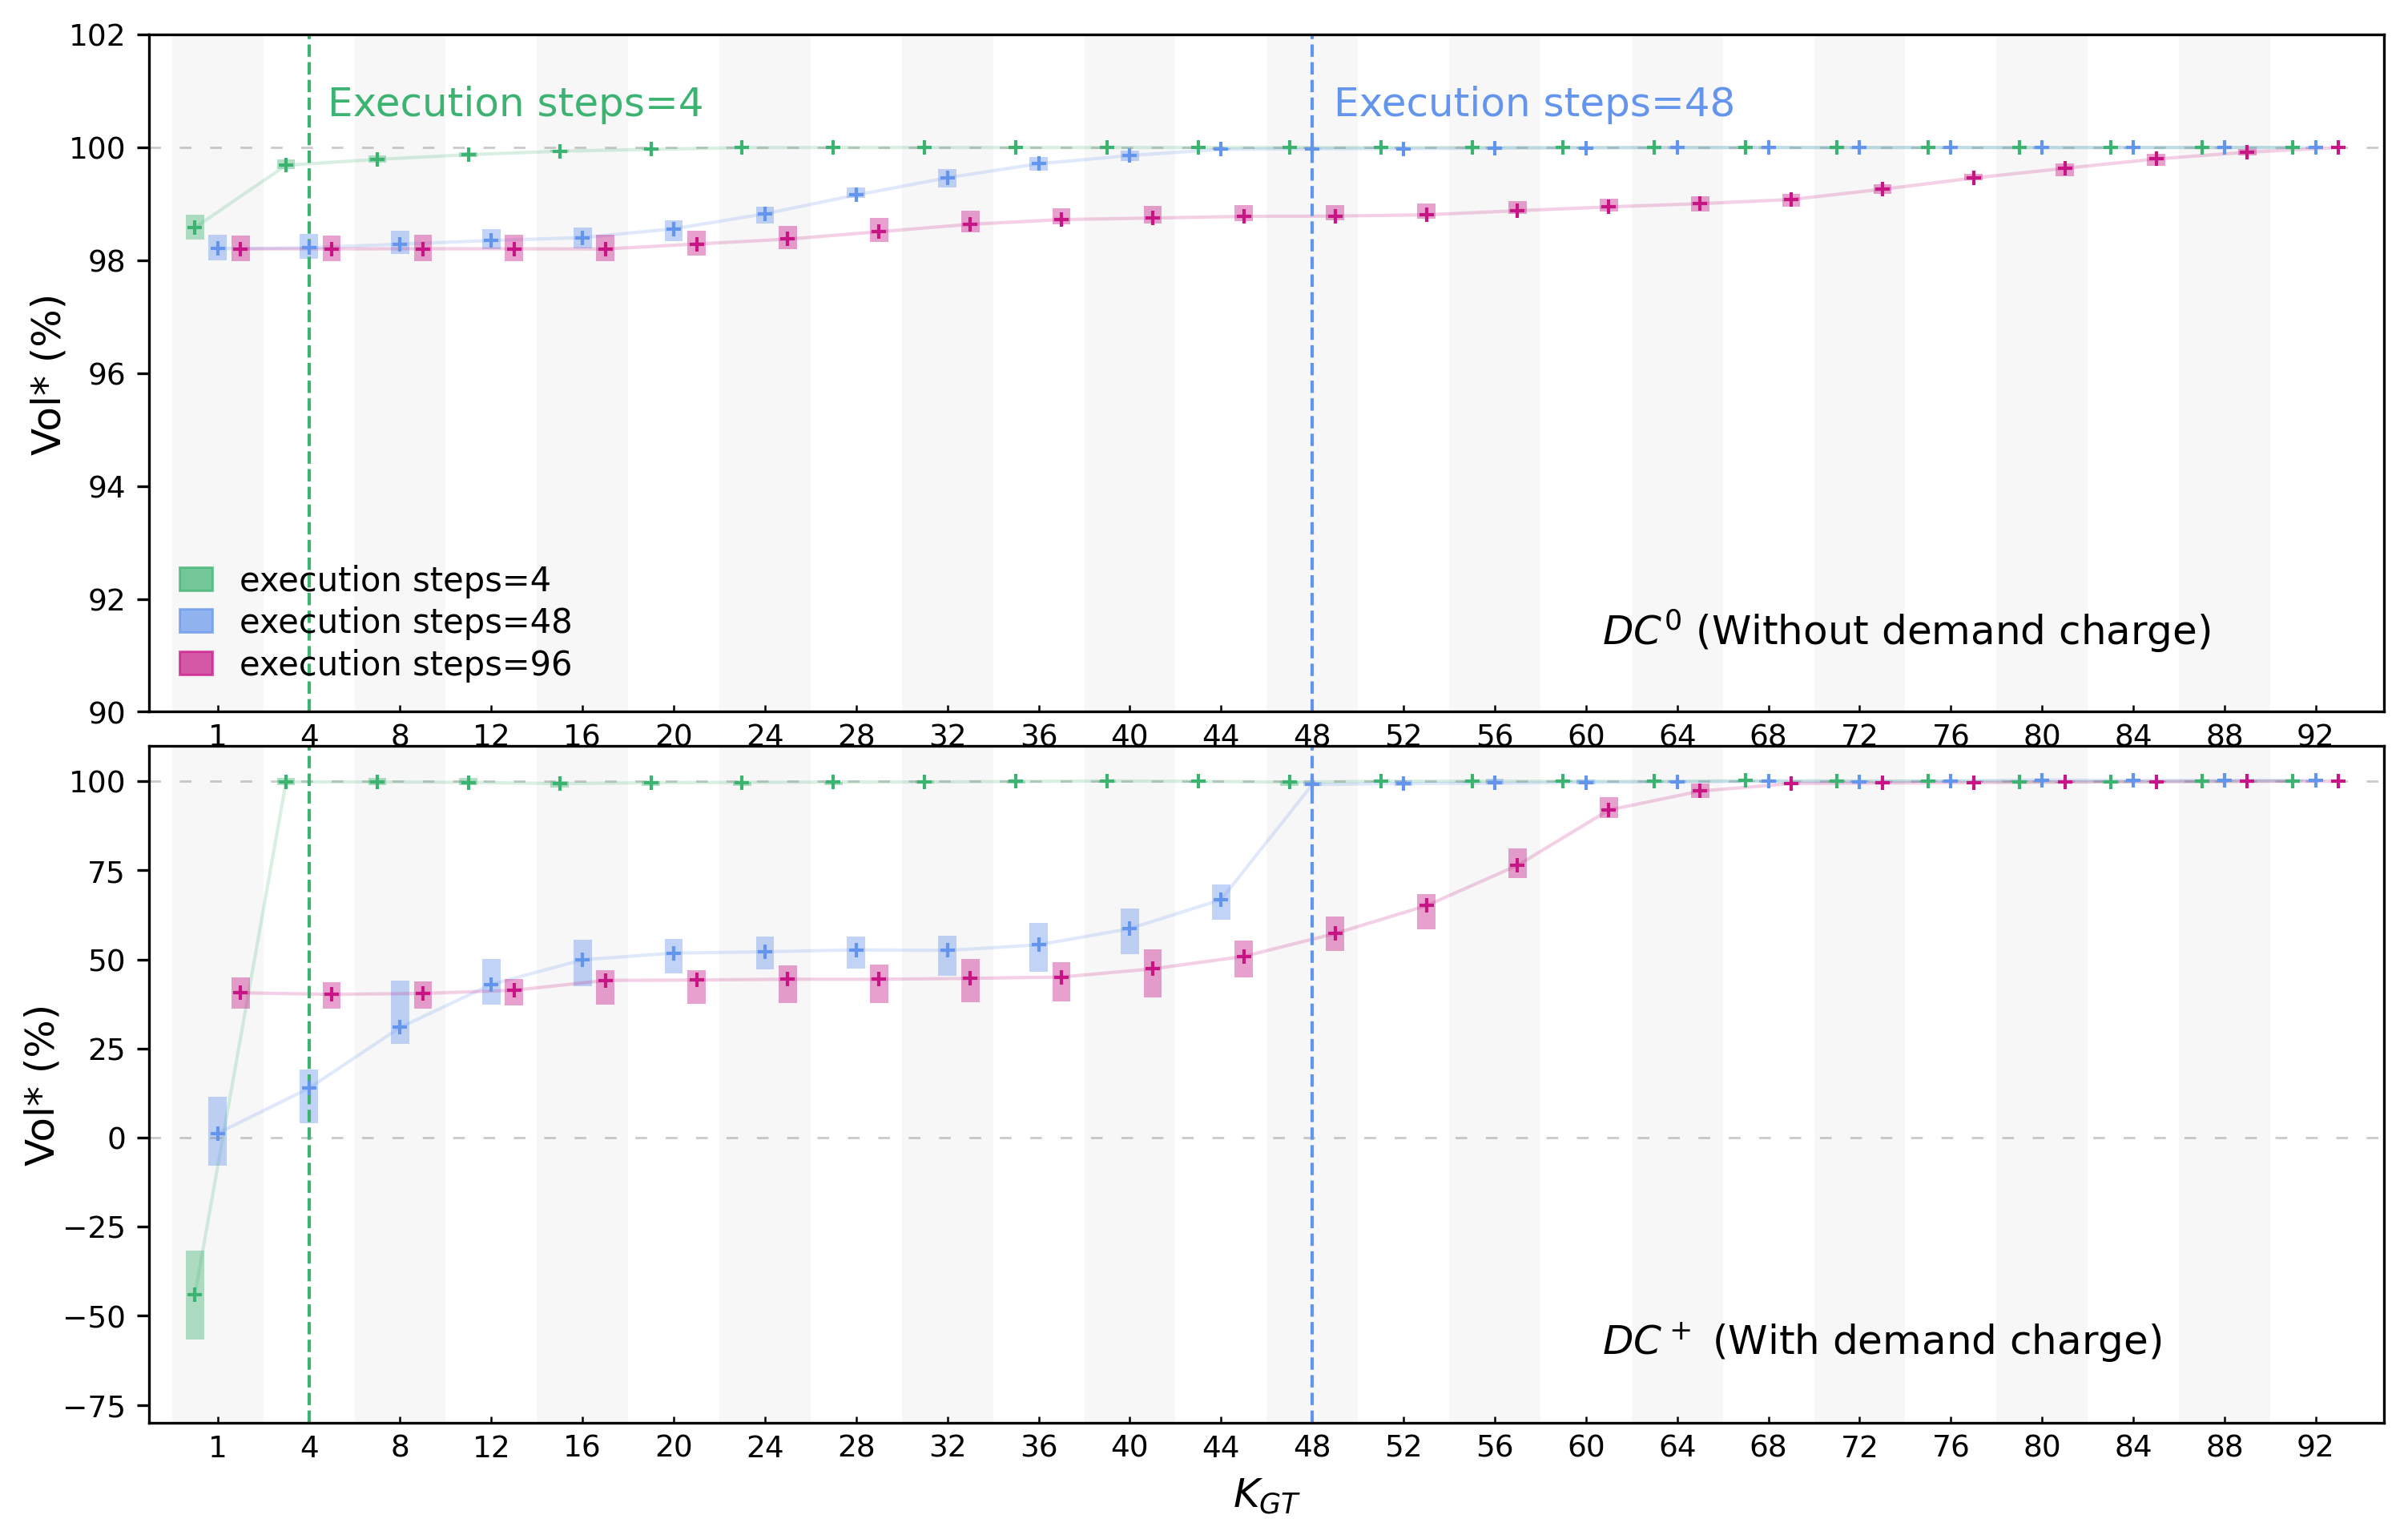 102
100
98
96
94
92
90
Vol* (%)
Execution steps=4
Execution steps=48
execution steps=4
execution steps=48
execution steps=96
DC⁰ (Without demand charge)
1 4 8 12 16 20 24 28 32 36 40 44 48 52 56 60 64 68 72 76 80 84 88 92
100
75
50
25
0
−25
−50
−75
Vol* (%)
DC⁺ (With demand charge)
1 4 8 12 16 20 24 28 32 36 40 44 48 52 56 60 64 68 72 76 80 84 88 92
K_{GT}